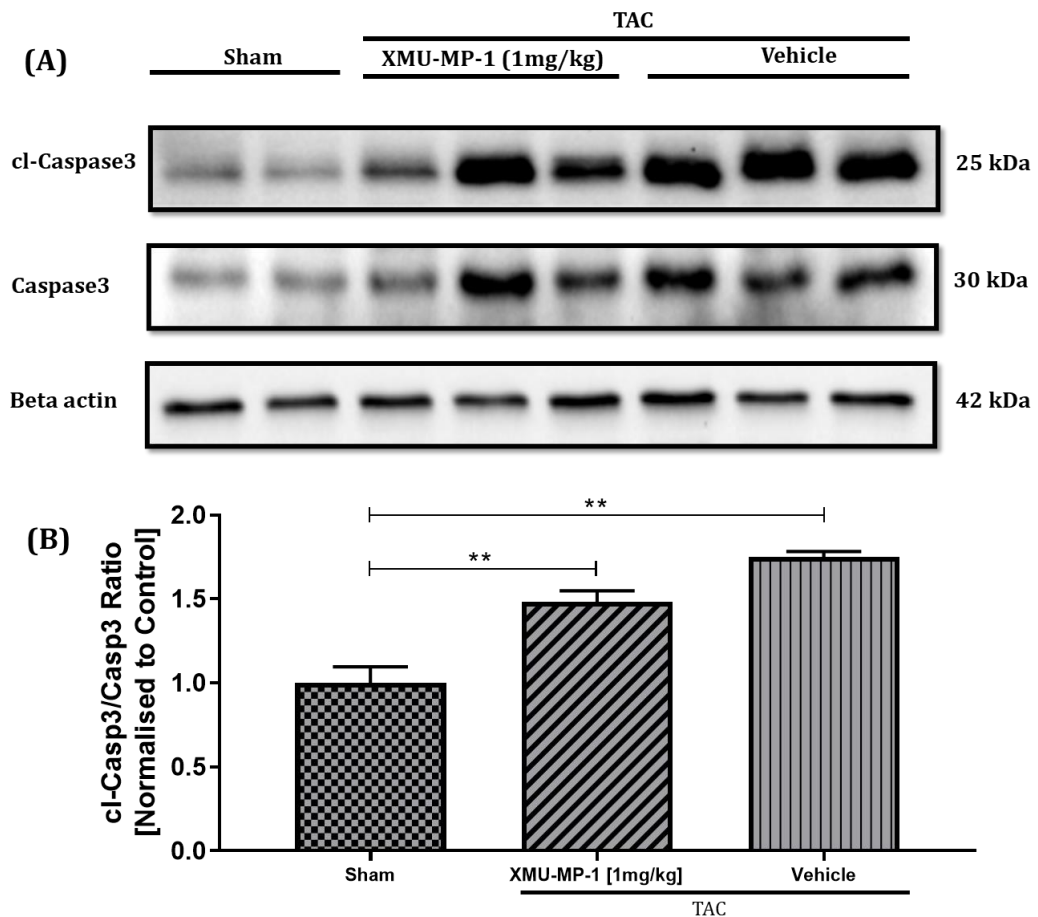 TAC
(A)
Sham
XMU-MP-1 (1mg/kg)
Vehicle
cl-Caspase3
25 kDa
Caspase3
30 kDa
Beta actin
42 kDa
(B)
cl-Casp3/Casp3 Ratio
[Normalised to Control]
2.0
1.5
1.0
0.5
0.0
**
**
Sham
XMU-MP-1 [1mg/kg]
Vehicle
TAC